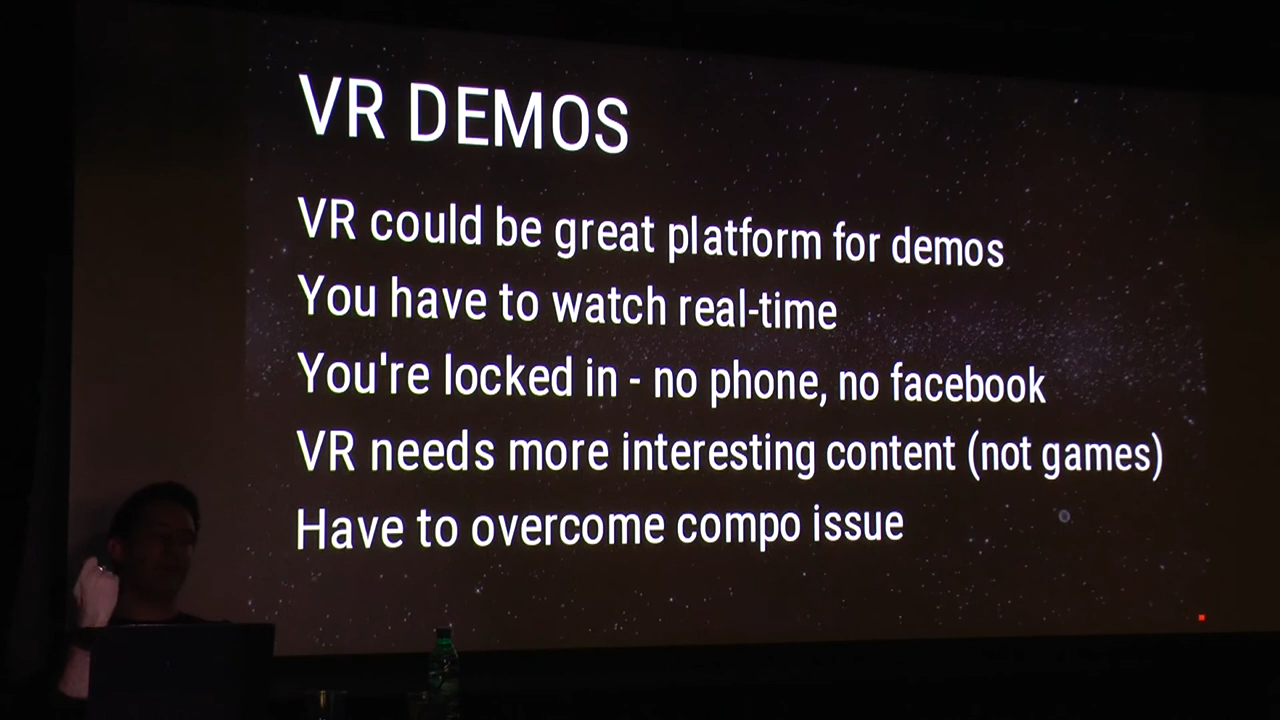 VR DEMOS
VR could be great platform for demos
You have to watch real-time
You're locked in - no phone, no facebook
VR needs more interesting content (not games)
Have to overcome compo issue